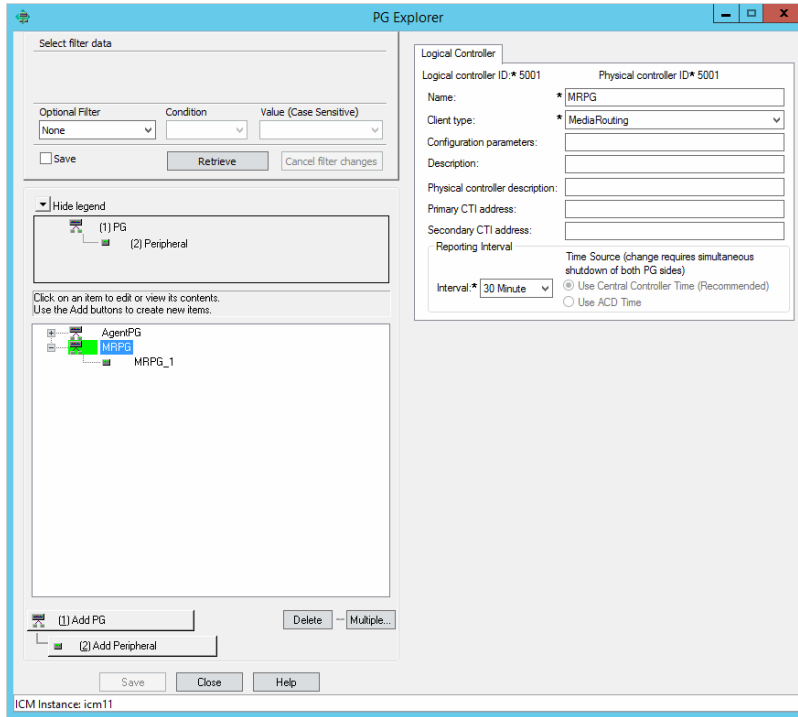 PG Explorer
Select filter data
Optional Filter Condition Value (Case Sensitive)
None
Save Retrieve Cancel filter changes
Hide legend
(1) PG
(2) Peripheral
Click on an item to edit or view its contents.
Use the Add buttons to create new items.
AgentPG
MRPG
MRPG_1
(1) Add PG Delete Multiple...
(2) Add Peripheral
Save Close Help
ICM Instance: icm11
Logical Controller
Logical controller ID:* 5001 Physical controller ID* 5001
Name: * MRPG
Client type: * MediaRouting
Configuration parameters:
Description:
Physical controller description:
Primary CTI address:
Secondary CTI address:
Reporting Interval
Time Source (change requires simultaneous
shutdown of both PG sides)
Interval:* 30 Minute Use Central Controller Time (Recommended)
Use ACD Time